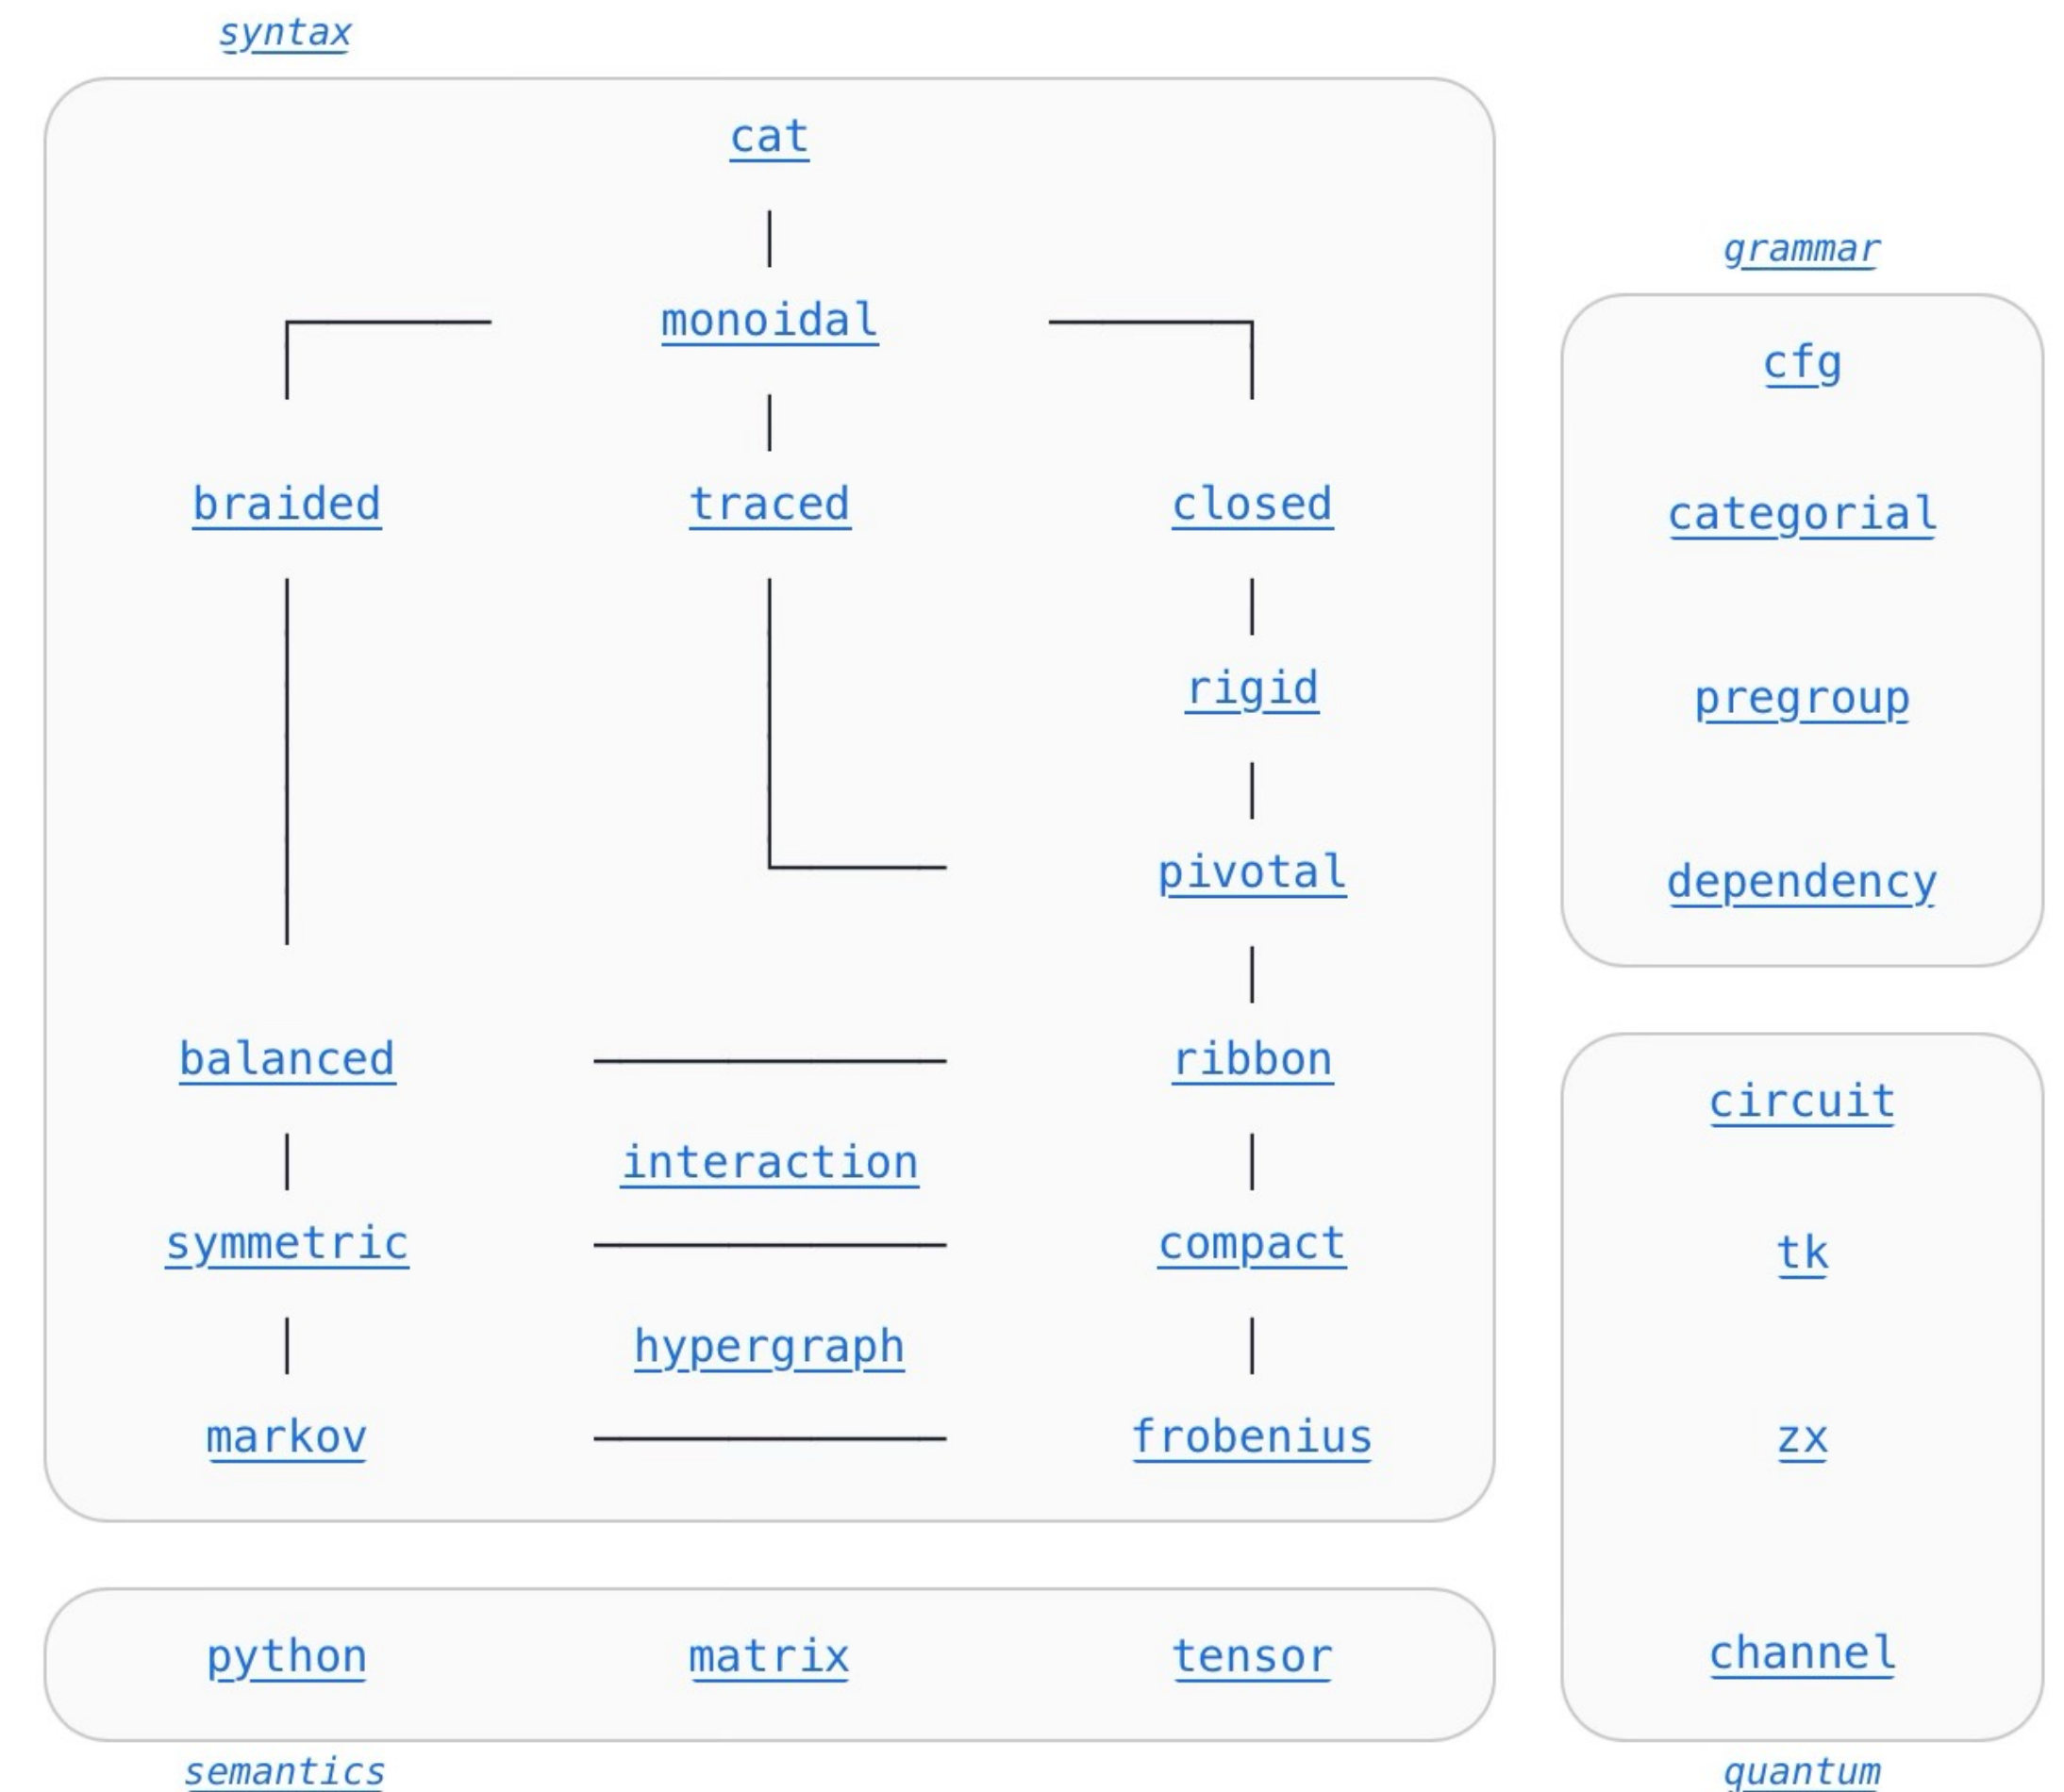 syntax
cat
monoidal
braided traced closed
rigid
pivotal
balanced ribbon
interaction
symmetric compact
hypergraph
markov frobenius
python matrix tensor
semantics
grammar
cfg
categorial
pregroup
dependency
circuit
tk
zx
channel
quantum